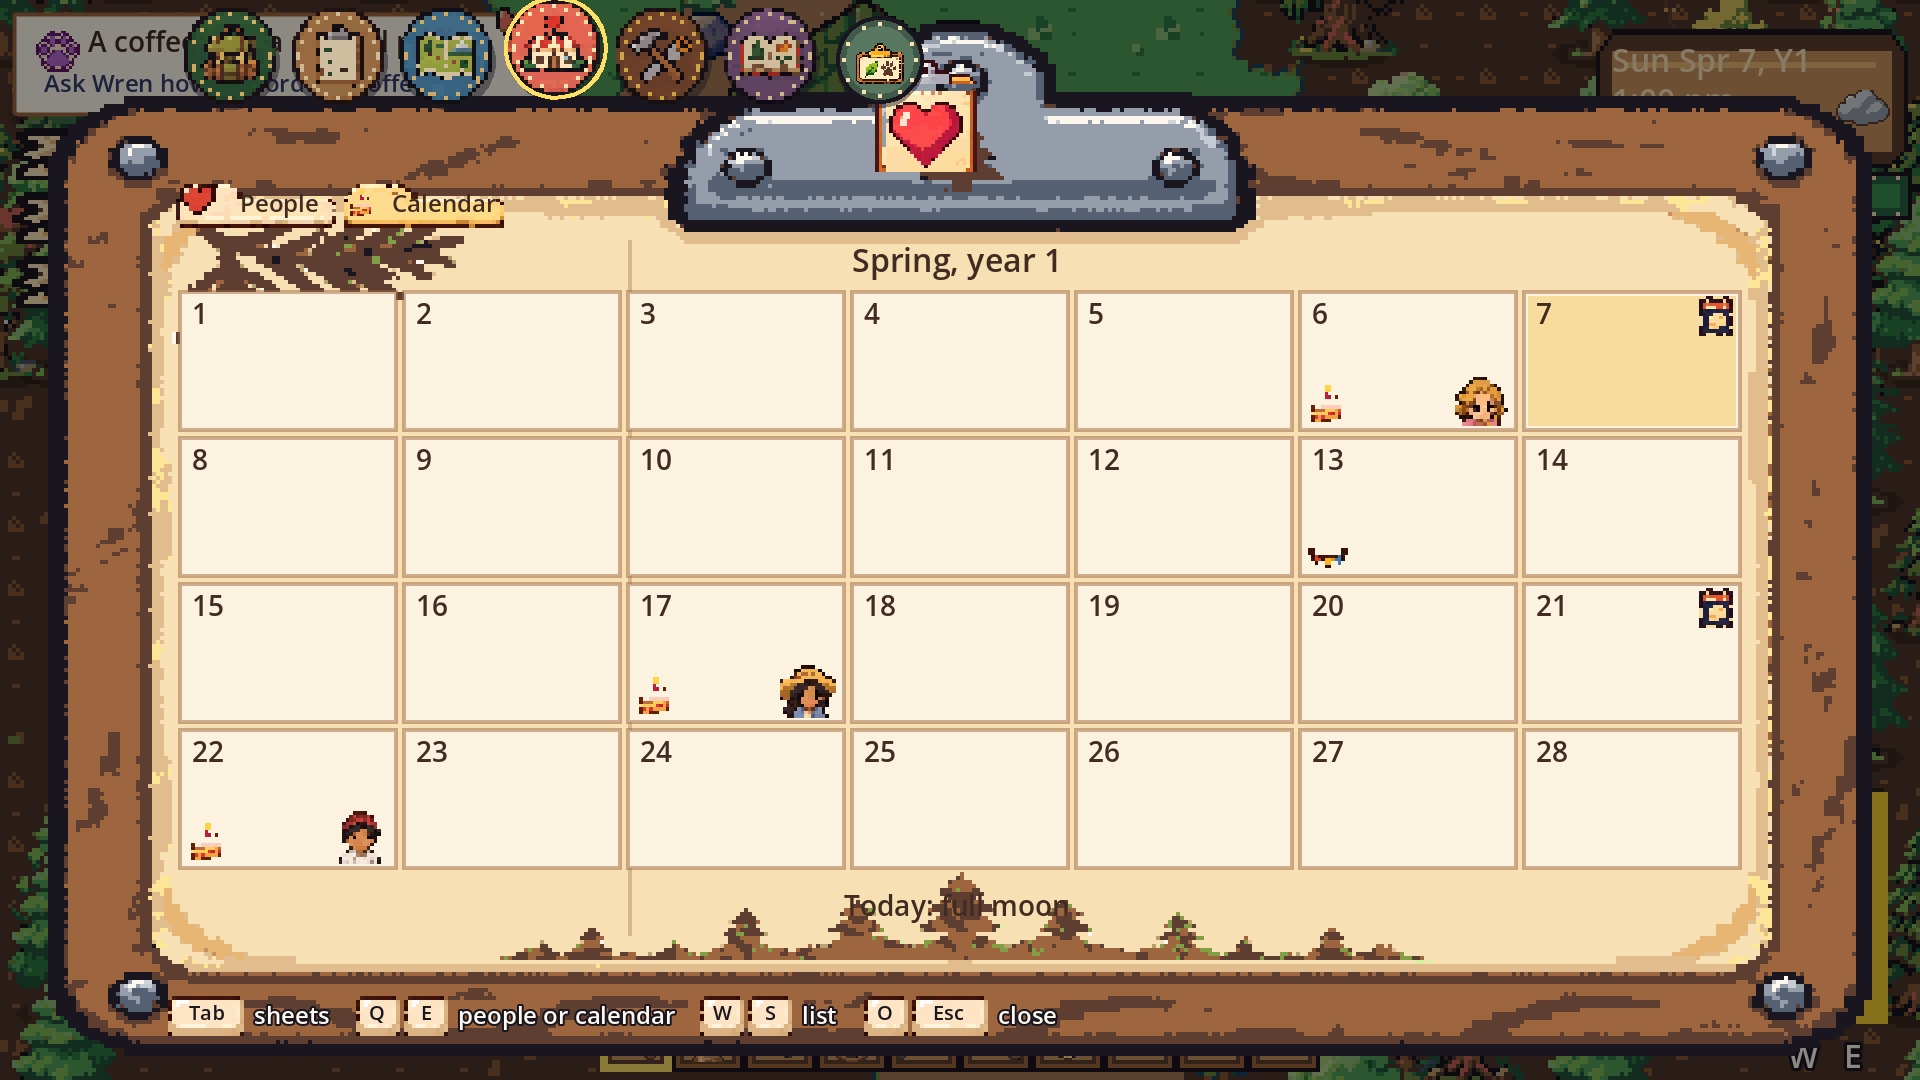 A coffe
Ask Wren how
Sun Spr 7, Y1
People
Calendar
Spring, year 1
1 2 3 4 5 6 7
8 9 10 11 12 13 14
15 16 17 18 19 20 21
22 23 24 25 26 27 28
Today: full moon
Tab sheets Q E people or calendar W S list O Esc close
W E